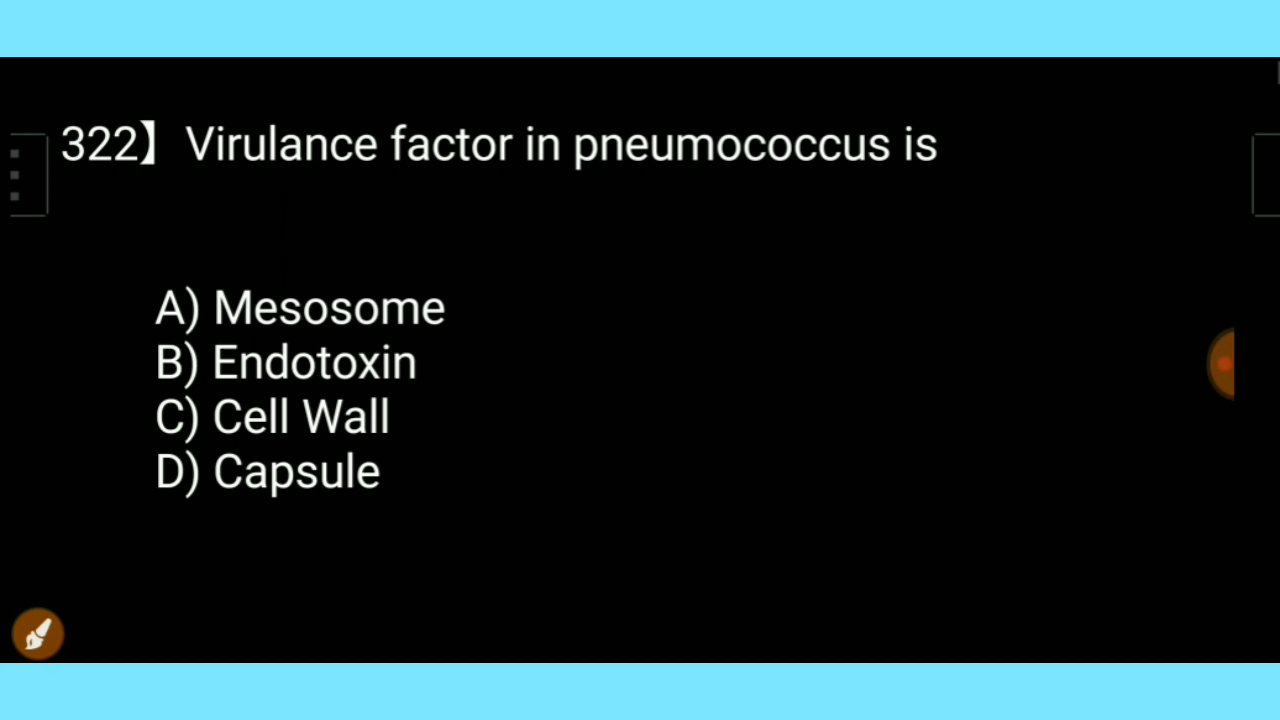 322】 Virulance factor in pneumococcus is
A) Mesosome
B) Endotoxin
C) Cell Wall
D) Capsule